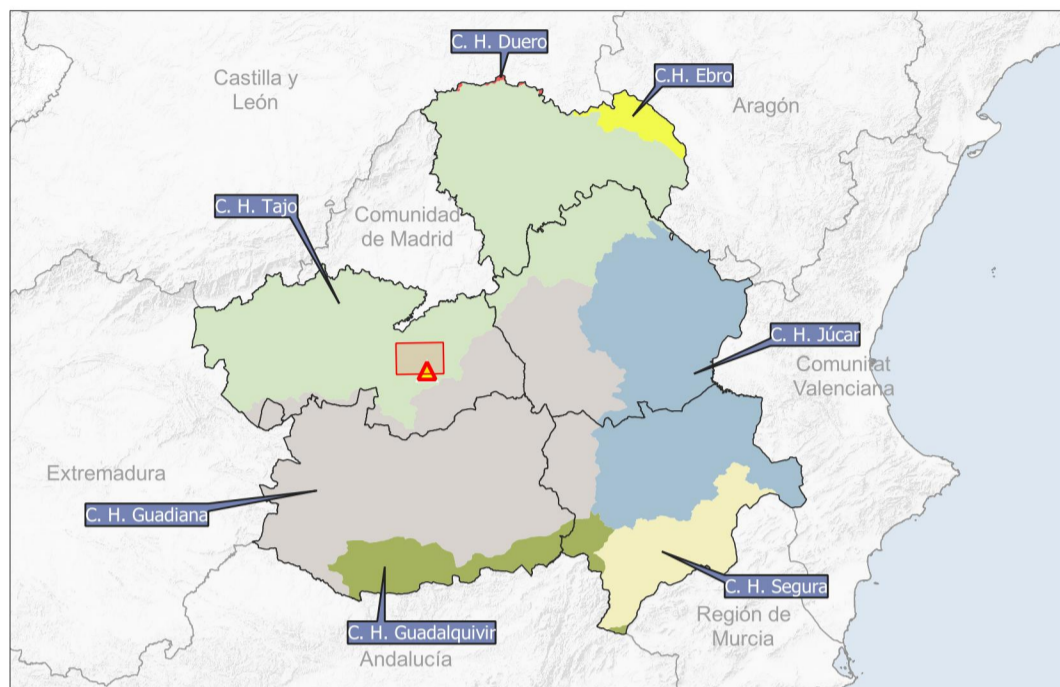 C. H. Duero
Castilla y
León
C.H. Ebro
Aragón
C. H. Tajo
Comunidad
de Madrid
C. H. Júcar
Comunitat
Valenciana
Extremadura
C. H. Guadiana
C. H. Segura
Región de
Murcia
C. H. Guadalquivir
Andalucía